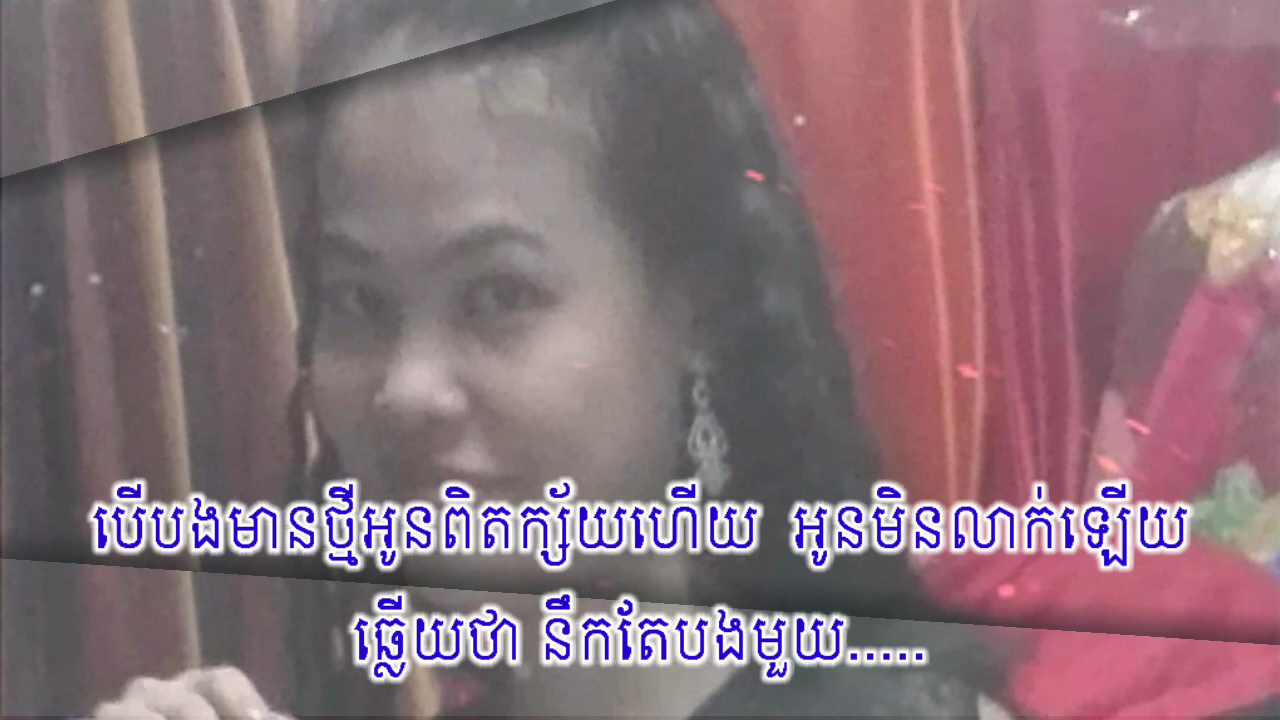 បើបងមានថ្មីអូនពិតក្ស័យហើយ អូនមិនលាក់ឡើយ
ឆ្លើយថា នឹកតែបងមួយ.....